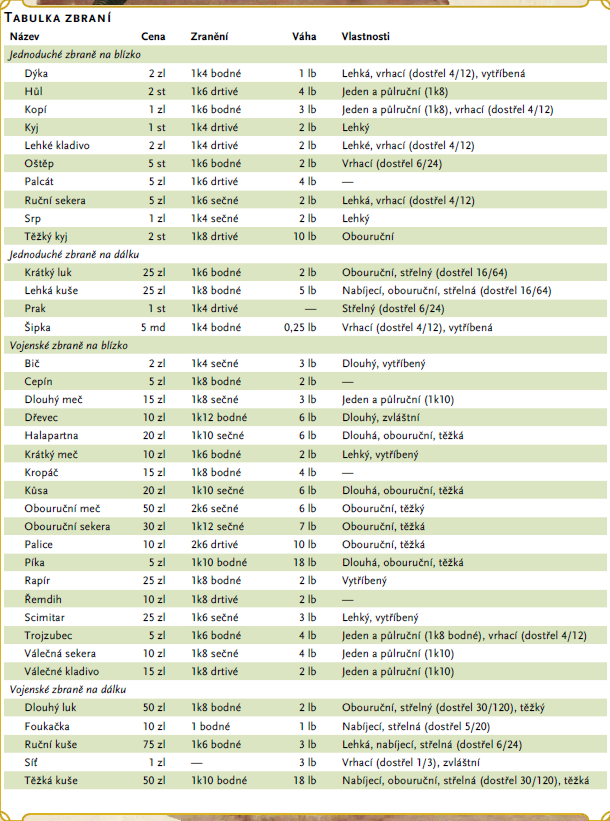 TABULKA ZBRANÍ
Název Cena Zranění Váha Vlastnosti
Jednoduché zbraně na blízko
Dýka 2 zl 1k4 bodné 1 lb Lehká, vrhací (dostřel 4/12), vytříbená
Hůl 2 st 1k6 drtivé 4 lb Jeden a půlruční (1k8)
Kopí 1 zl 1k6 bodné 3 lb Jeden a půlruční (1k8), vrhací (dostřel 4/12)
Kyj 1 st 1k4 drtivé 2 lb Lehký
Lehké kladivo 2 zl 1k4 drtivé 2 lb Lehké, vrhací (dostřel 4/12)
Oštěp 5 st 1k6 bodné 2 lb Vrhací (dostřel 6/24)
Palcát 5 zl 1k6 drtivé 4 lb —
Ruční sekera 5 zl 1k6 sečné 2 lb Lehká, vrhací (dostřel 4/12)
Srp 1 zl 1k4 sečné 2 lb Lehký
Těžký kyj 2 st 1k8 drtivé 10 lb Obouruční
Jednoduché zbraně na dálku
Krátký luk 25 zl 1k6 bodné 2 lb Obouruční, střelný (dostřel 16/64)
Lehká kuše 25 zl 1k8 bodné 5 lb Nabíjecí, obouruční, střelná (dostřel 16/64)
Prak 1 st 1k4 drtivé — Střelný (dostřel 6/24)
Šipka 5 md 1k4 bodné 0,25 lb Vrhací (dostřel 4/12), vytříbená
Vojenské zbraně na blízko
Bič 2 zl 1k4 sečné 3 lb Dlouhý, vytříbený
Cepín 5 zl 1k8 bodné 2 lb —
Dlouhý meč 15 zl 1k8 sečné 3 lb Jeden a půlruční (1k10)
Dřevec 10 zl 1k12 bodné 6 lb Dlouhý, zvláštní
Halapartna 20 zl 1k10 sečné 6 lb Dlouhá, obouruční, těžká
Krátký meč 10 zl 1k6 bodné 2 lb Lehký, vytříbený
Kropáč 15 zl 1k8 bodné 4 lb —
Kůsa 20 zl 1k10 sečné 6 lb Dlouhá, obouruční, těžká
Obouruční meč 50 zl 2k6 sečné 6 lb Obouruční, těžký
Obouruční sekera 30 zl 1k12 sečné 7 lb Obouruční, těžká
Palice 10 zl 2k6 drtivé 10 lb Obouruční, těžká
Píka 5 zl 1k10 bodné 18 lb Dlouhá, obouruční, těžká
Rapír 25 zl 1k8 bodné 2 lb Vytříbený
Řemdih 10 zl 1k8 drtivé 2 lb —
Scimitar 25 zl 1k6 sečné 3 lb Lehký, vytříbený
Trojzubec 5 zl 1k6 bodné 4 lb Jeden a půlruční (1k8 bodné), vrhací (dostřel 4/12)
Válečná sekera 10 zl 1k8 sečné 4 lb Jeden a půlruční (1k10)
Válečné kladivo 15 zl 1k8 drtivé 2 lb Jeden a půlruční (1k10)
Vojenské zbraně na dálku
Dlouhý luk 50 zl 1k8 bodné 2 lb Obouruční, střelný (dostřel 30/120), těžký
Foukačka 10 zl 1 bodné 1 lb Nabíjecí, střelná (dostřel 5/20)
Ruční kuše 75 zl 1k6 bodné 3 lb Lehká, nabíjecí, střelná (dostřel 6/24)
Síť 1 zl — 3 lb Vrhací (dostřel 1/3), zvláštní
Těžká kuše 50 zl 1k10 bodné 18 lb Nabíjecí, obouruční, střelná (dostřel 30/120), těžká